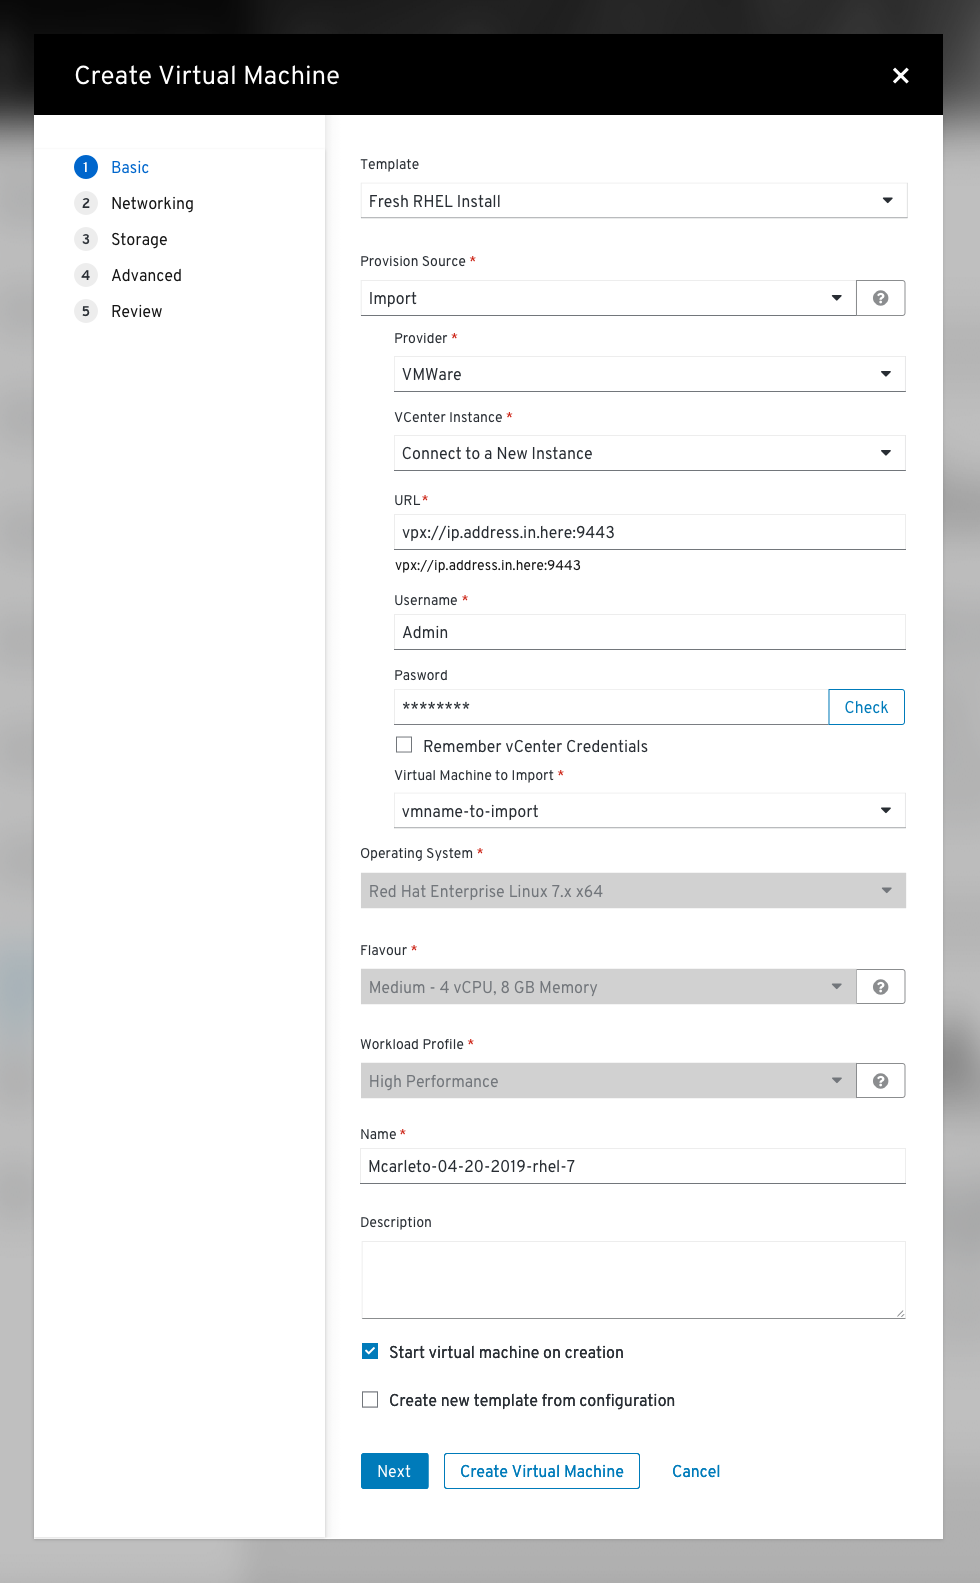 Create Virtual Machine
1 Basic
2 Networking
3 Storage
4 Advanced
5 Review
Template
Fresh RHEL Install
Provision Source *
Import
Provider *
VMWare
VCenter Instance *
Connect to a New Instance
URL*
vpx://ip.address.in.here:9443
vpx://ip.address.in.here:9443
Username *
Admin
Pasword
******** Check
Remember vCenter Credentials
Virtual Machine to Import *
vmname-to-import
Operating System *
Red Hat Enterprise Linux 7.x x64
Flavour *
Medium - 4 vCPU, 8 GB Memory
Workload Profile *
High Performance
Name *
Mcarleto-04-20-2019-rhel-7
Description
Start virtual machine on creation
Create new template from configuration
Next Create Virtual Machine Cancel